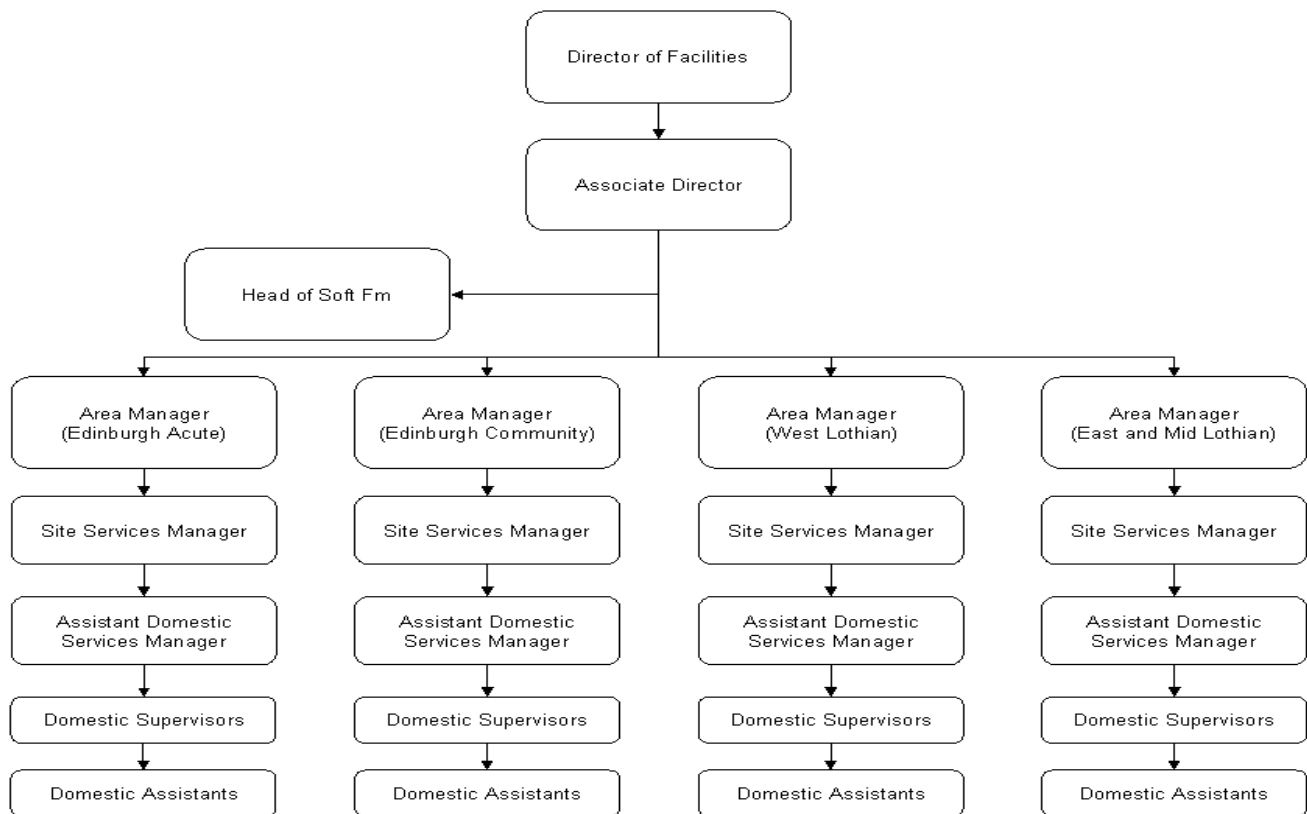 Director of Facilities
Associate Director
Head of Soft Fm
Area Manager
(Edinburgh Acute)
Area Manager
(Edinburgh Community)
Area Manager
(West Lothian)
Area Manager
(East and Mid Lothian)
Site Services Manager
Site Services Manager
Site Services Manager
Site Services Manager
Assistant Domestic
Services Manager
Assistant Domestic
Services Manager
Assistant Domestic
Services Manager
Assistant Domestic
Services Manager
Domestic Supervisors
Domestic Supervisors
Domestic Supervisors
Domestic Supervisors
Domestic Assistants
Domestic Assistants
Domestic Assistants
Domestic Assistants